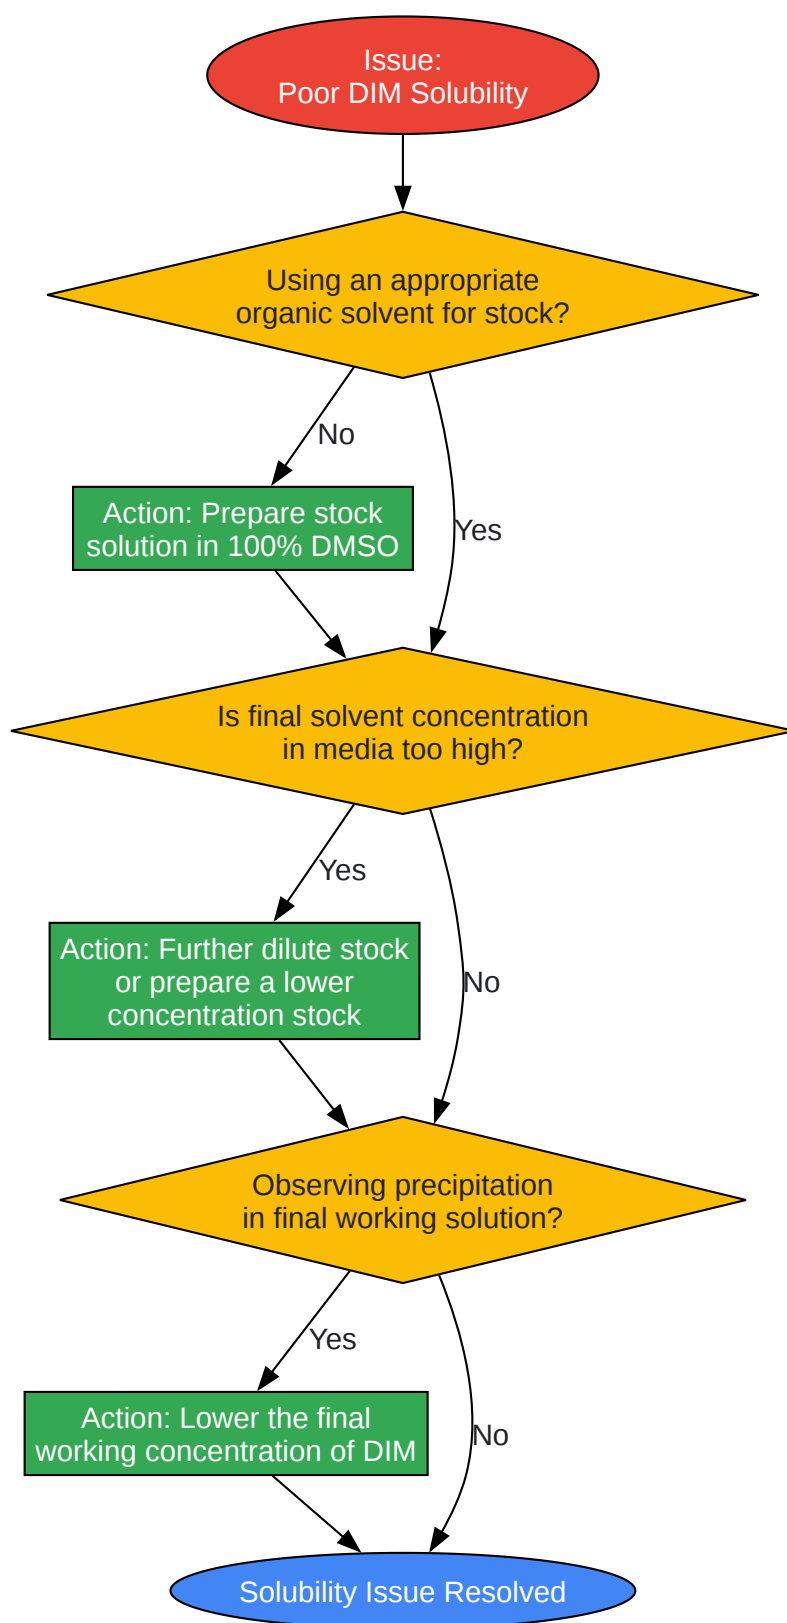 Issue:
Poor DIM Solubility
Using an appropriate
organic solvent for stock?
No
Action: Prepare stock
solution in 100% DMSO
Yes
Is final solvent concentration
in media too high?
Yes
Action: Further dilute stock
or prepare a lower
concentration stock
No
Observing precipitation
in final working solution?
Yes
Action: Lower the final
working concentration of DIM
No
Solubility Issue Resolved